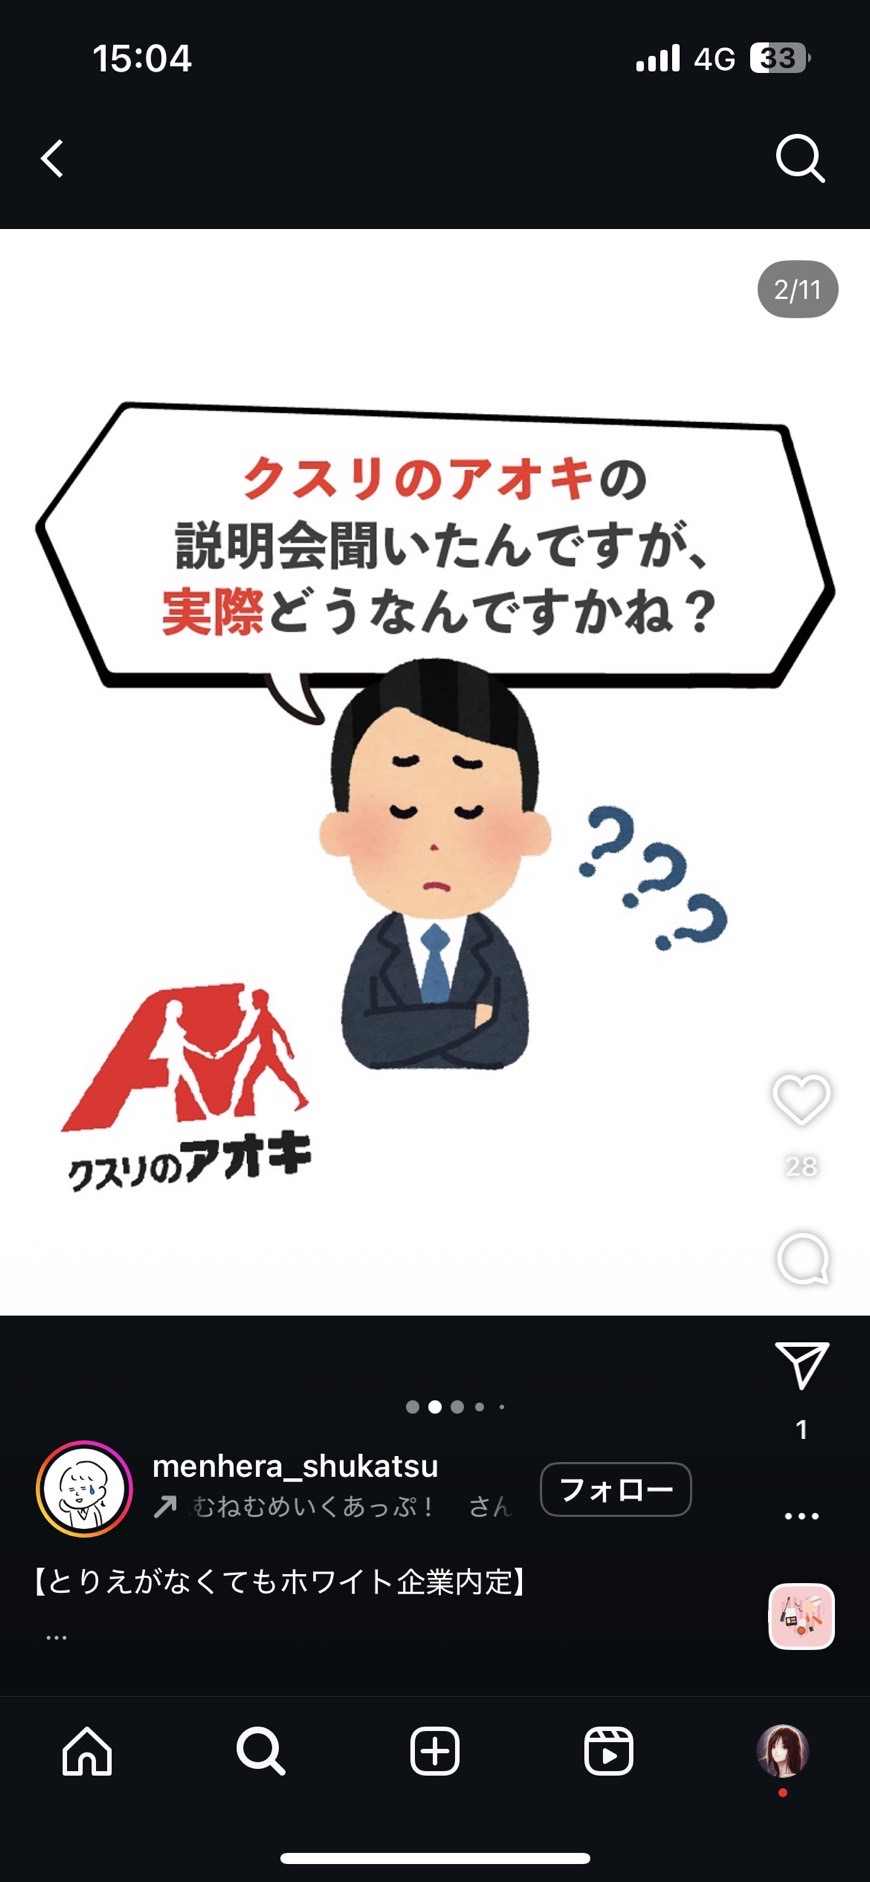 15:04
4G
33
2/11
クスリのアオキの
説明会聞いたんですが、
実際どうなんですかね？
???
クスリのアオキ
28
1
menhera_shukatsu
むねむめいくあっぷ！ さん
フォロー
【とりえがなくてもホワイト企業内定】
...